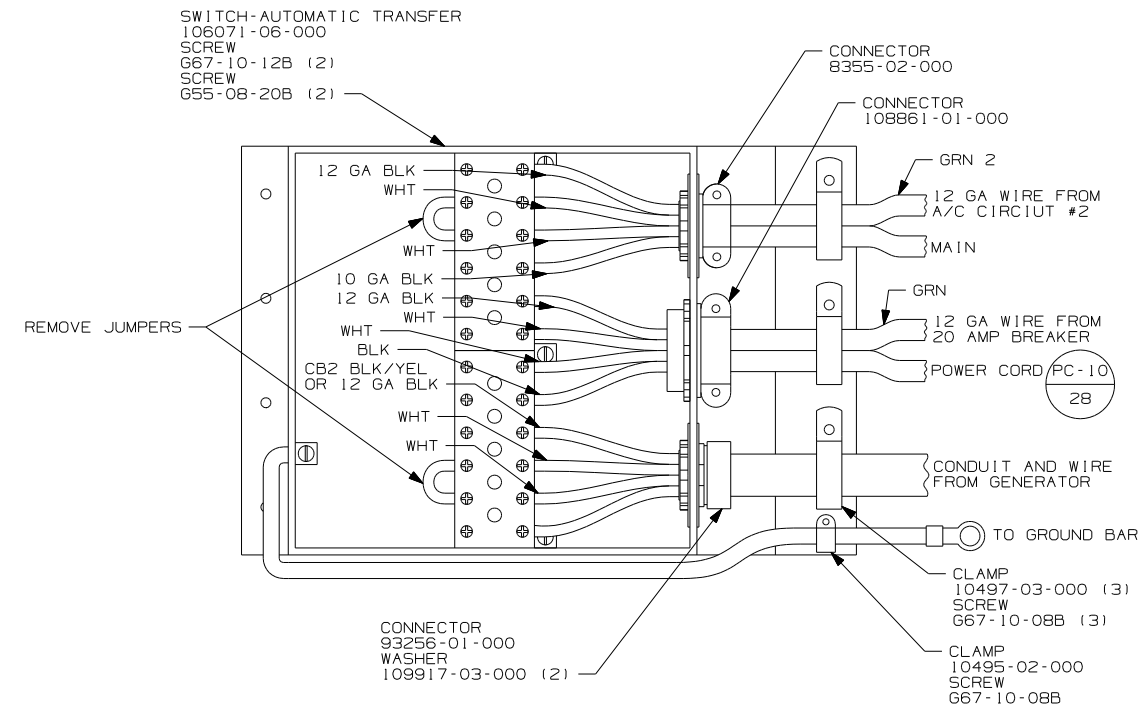 SWITCH-AUTOMATIC TRANSFER
106071-06-000
SCREW
G67-10-12B (2)
SCREW
G55-08-20B (2)
CONNECTOR
8355-02-000
CONNECTOR
108861-01-000
12 GA BLK
WHT
WHT
10 GA BLK
12 GA BLK
WHT
WHT
BLK
CB2 BLK/YEL
OR 12 GA BLK
WHT
WHT
REMOVE JUMPERS
GRN 2
12 GA WIRE FROM
A/C CIRCIUT #2
MAIN
GRN
12 GA WIRE FROM
20 AMP BREAKER
POWER CORD
PC-10
28
CONDUIT AND WIRE
FROM GENERATOR
TO GROUND BAR
CLAMP
10497-03-000 (3)
SCREW
G67-10-08B (3)
CONNECTOR
93256-01-000
WASHER
109917-03-000 (2)
CLAMP
10495-02-000
SCREW
G67-10-08B